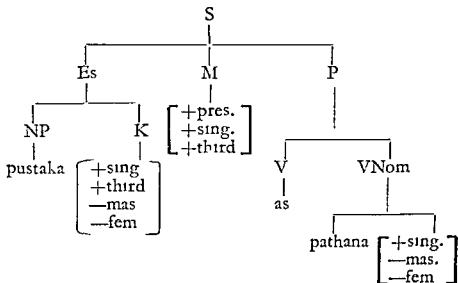 S
Es M P
+pres.
+sing.
+third
NP K
pustaka
+sing
+third
—mas
—fem
V VNom
as
pathana
+sing.
—mas.
—fem